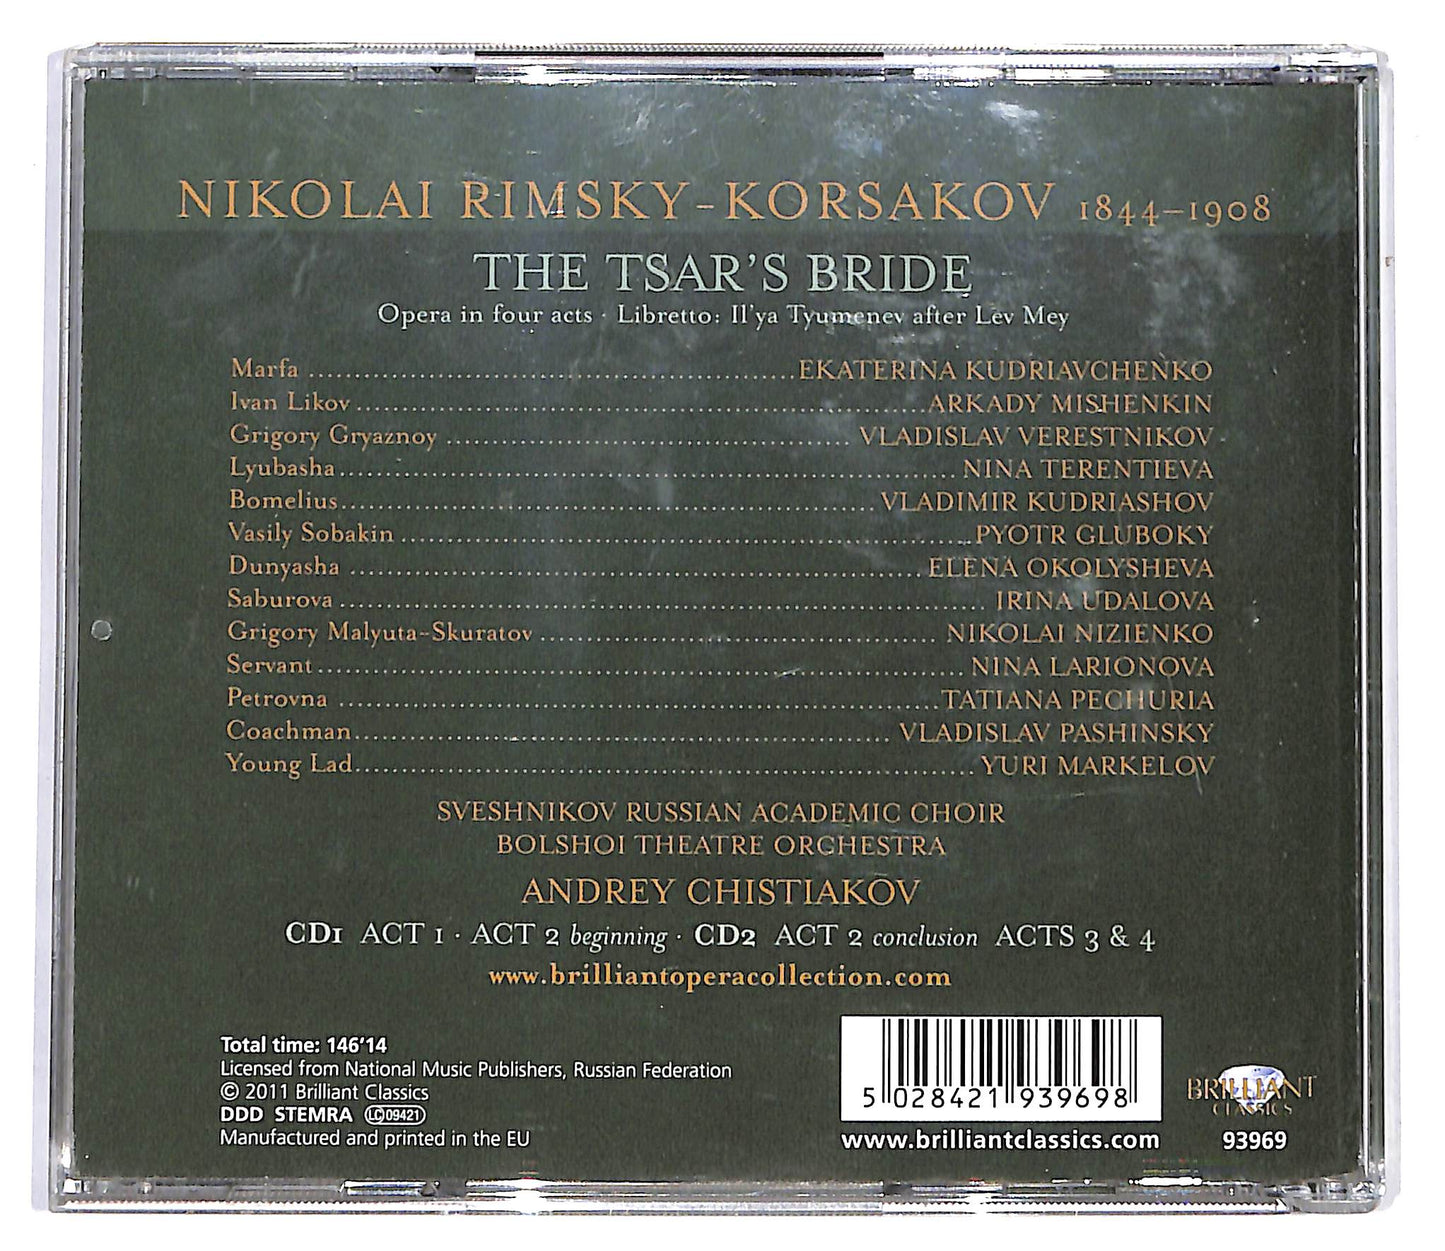 NIKOLAI RIMSKY-KORSAKOV 1844–1908
THE TSAR'S BRIDE
Opera in four acts · Libretto: Il'ya Tyumenev after Lev Mey
Marfa ........ EKATERINA KUDRIAVCHENKO
Ivan Likov ........ ARKADY MISHENKIN
Grigory Gryaznoy ........ VLADISLAV VERESTNIKOV
Lyubasha ........ NINA TERENTIEVA
Bomelius ........ VLADIMIR KUDRIASHOV
Vasily Sobakin ........ PYOTR GLUBOKY
Dunyasha ........ ELENA OKOLYSHEVA
Saburova ........ IRINA UDALOVA
Grigory Malyuta-Skuratov ........ NIKOLAI NIZIENKO
Servant ........ NINA LARIONOVA
Petrovna ........ TATIANA PECHURIA
Coachman ........ VLADISLAV PASHINSKY
Young Lad ........ YURI MARKELOV
SVESHNIKOV RUSSIAN ACADEMIC CHOIR
BOLSHOI THEATRE ORCHESTRA
ANDREY CHISTIAKOV
CD1 ACT 1 · ACT 2 beginning · CD2 ACT 2 conclusion ACTS 3 & 4
www.brilliantoperacollection.com
Total time: 146'14
Licensed from National Music Publishers, Russian Federation
© 2011 Brilliant Classics
DDD STEMRA LC 09421
Manufactured and printed in the EU
5 028421 939698
www.brilliantclassics.com
BRILLIANT
CLASSICS
93969